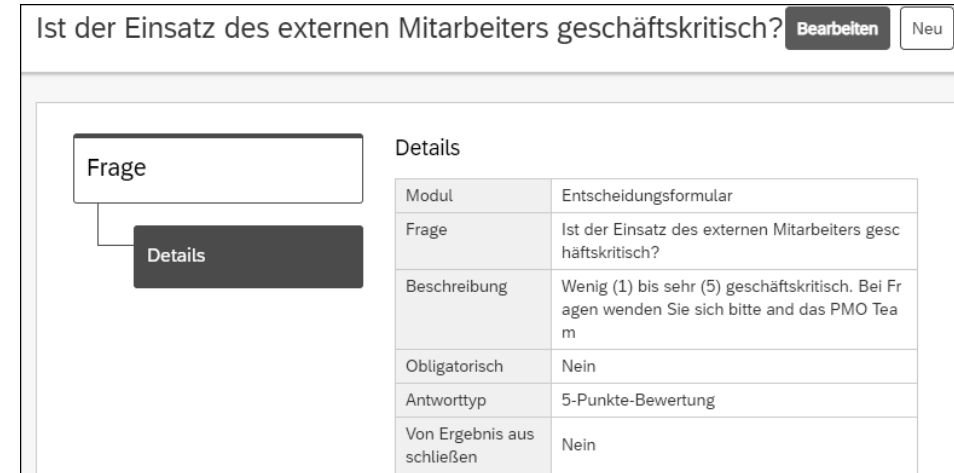 Ist der Einsatz des externen Mitarbeiters geschäftskritisch? Bearbeiten Neu
Frage
Details
Details
Modul Entscheidungsformular
Frage Ist der Einsatz des externen Mitarbeiters gesc
häftskritisch?
Beschreibung Wenig (1) bis sehr (5) geschäftskritisch. Bei Fr
agen wenden Sie sich bitte and das PMO Tea
m
Obligatorisch Nein
Antworttyp 5-Punkte-Bewertung
Von Ergebnis aus
schließen Nein